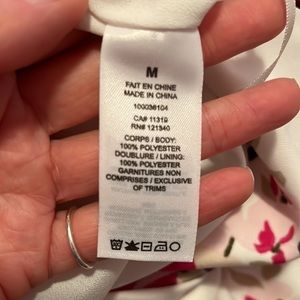 M
FAIT EN CHINE
MADE IN CHINA
100036104
CA# 11319
RN# 121340
CORPS / BODY:
100% POLYESTER
DOUBLURE / LINING:
100% POLYESTER
GARNITURES NON
COMPRISES / EXCLUSIVE
OF TRIMS